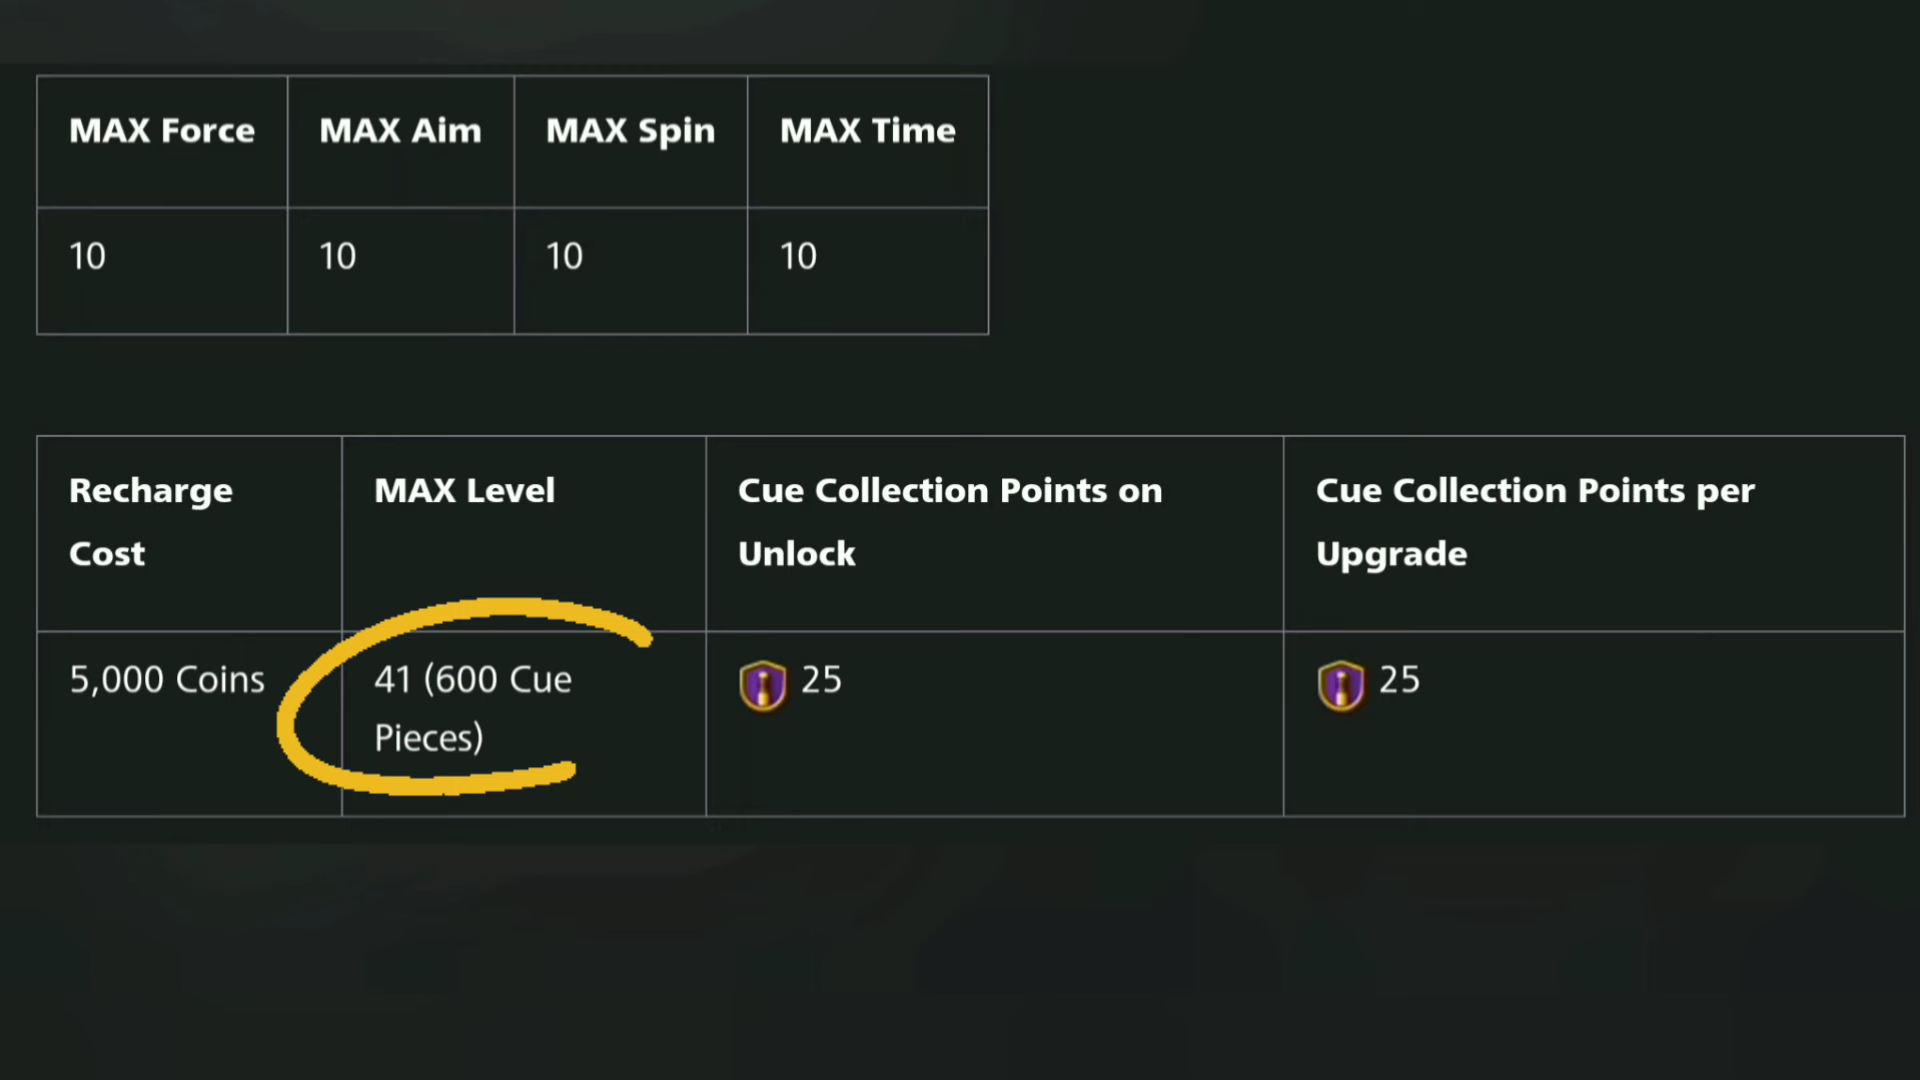 MAX Force MAX Aim MAX Spin MAX Time
10 10 10 10
Recharge Cost MAX Level Cue Collection Points on Unlock Cue Collection Points per Upgrade
5,000 Coins 41 (600 Cue Pieces) 25 25